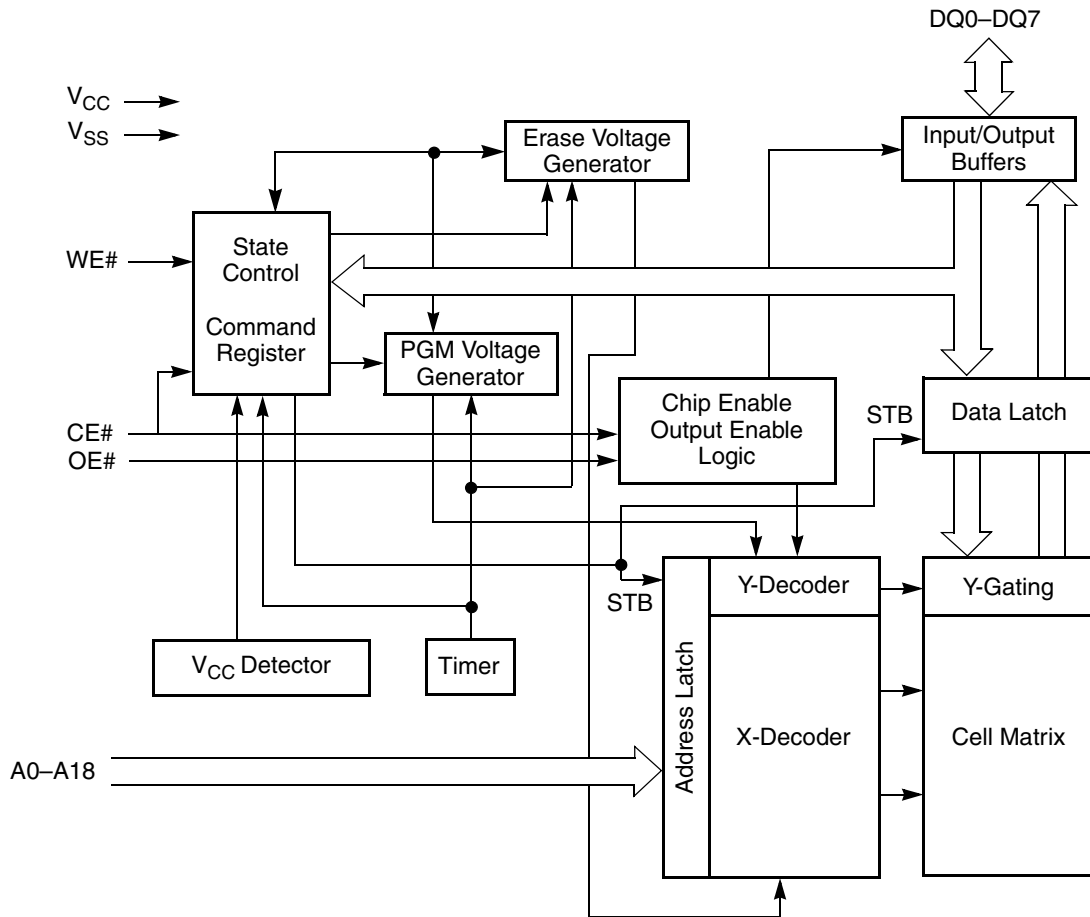 DQ0–DQ7
VCC
VSS
Erase Voltage
Generator
Input/Output
Buffers
WE#
State
Control
Command
Register
PGM Voltage
Generator
Chip Enable
Output Enable
Logic
STB
Data Latch
CE#
OE#
STB
Y-Decoder
Y-Gating
VCC Detector
Timer
Address Latch
X-Decoder
Cell Matrix
A0–A18